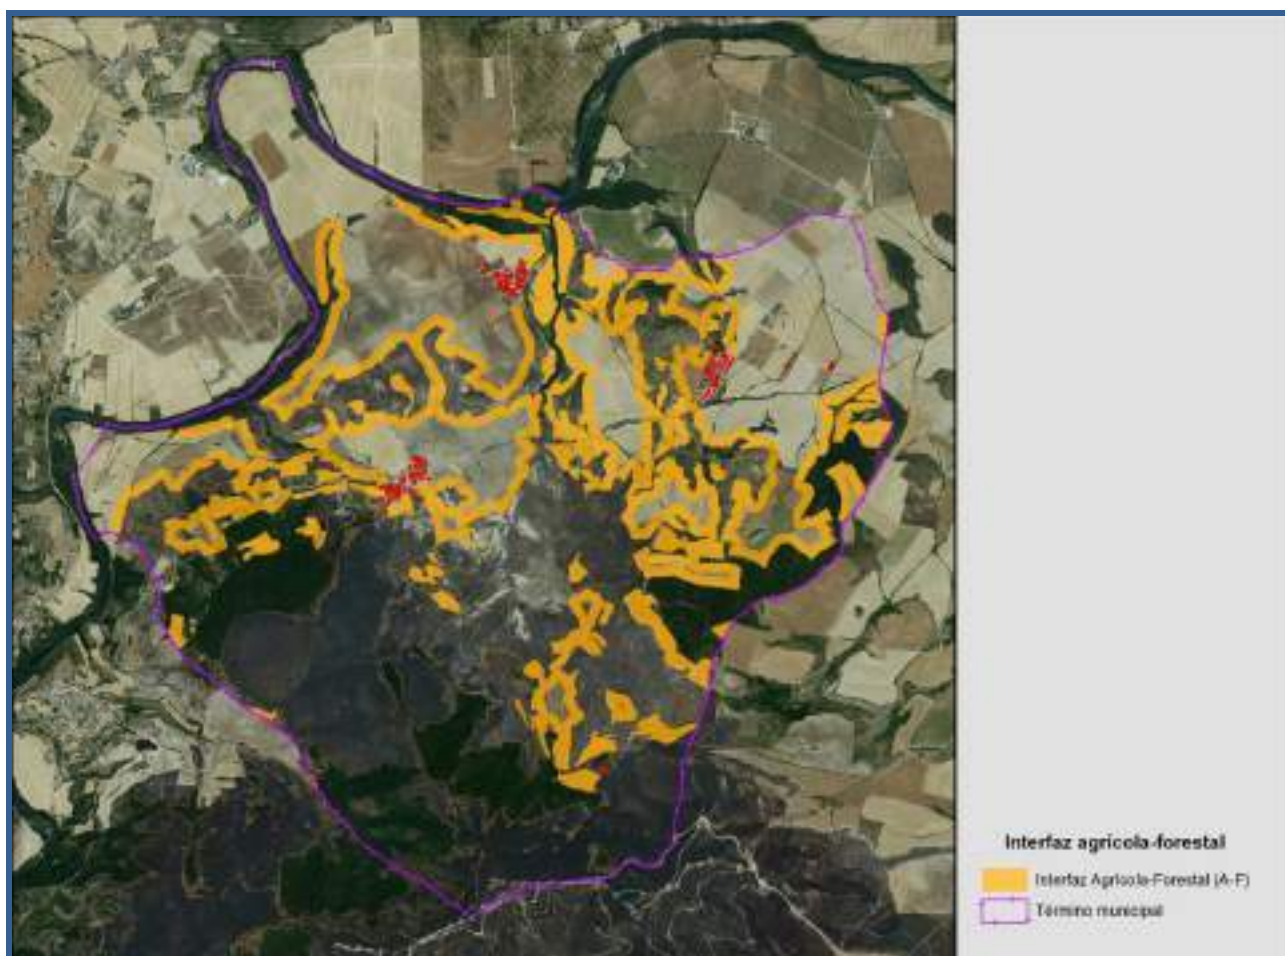 Interfaz agrícola-forestal
Interfaz Agrícola-Forestal (A-F)
Término municipal